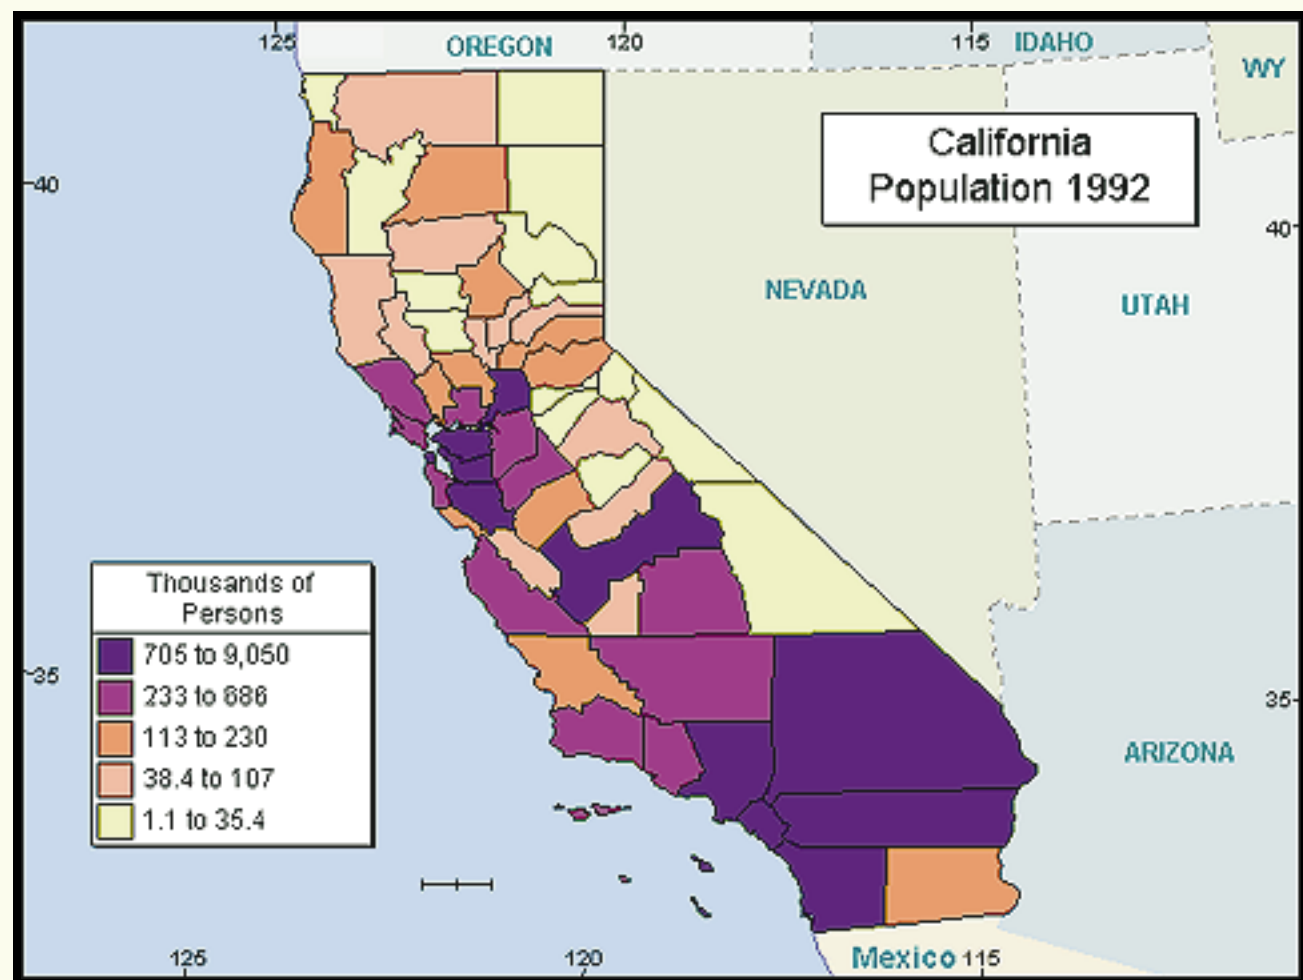 125
OREGON
120
115
IDAHO
WY
California
Population 1992
40
40
NEVADA
UTAH
Thousands of
Persons
705 to 9,050
233 to 686
113 to 230
38.4 to 107
1.1 to 35.4
35
35
ARIZONA
125
120
Mexico
115